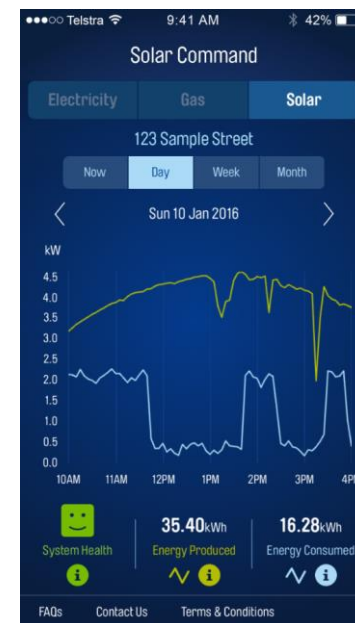 Telstra 9:41 AM 42%
Solar Command
Electricity Gas Solar
123 Sample Street
Now Day Week Month
Sun 10 Jan 2016
kW
4.5
4.0
3.5
3.0
2.5
2.0
1.5
1.0
0.5
0.0
10AM 11AM 12PM 1PM 2PM 3PM 4P
35.40kWh 16.28kWh
System Health Energy Produced Energy Consumed
i i i
FAQs Contact Us Terms & Conditions